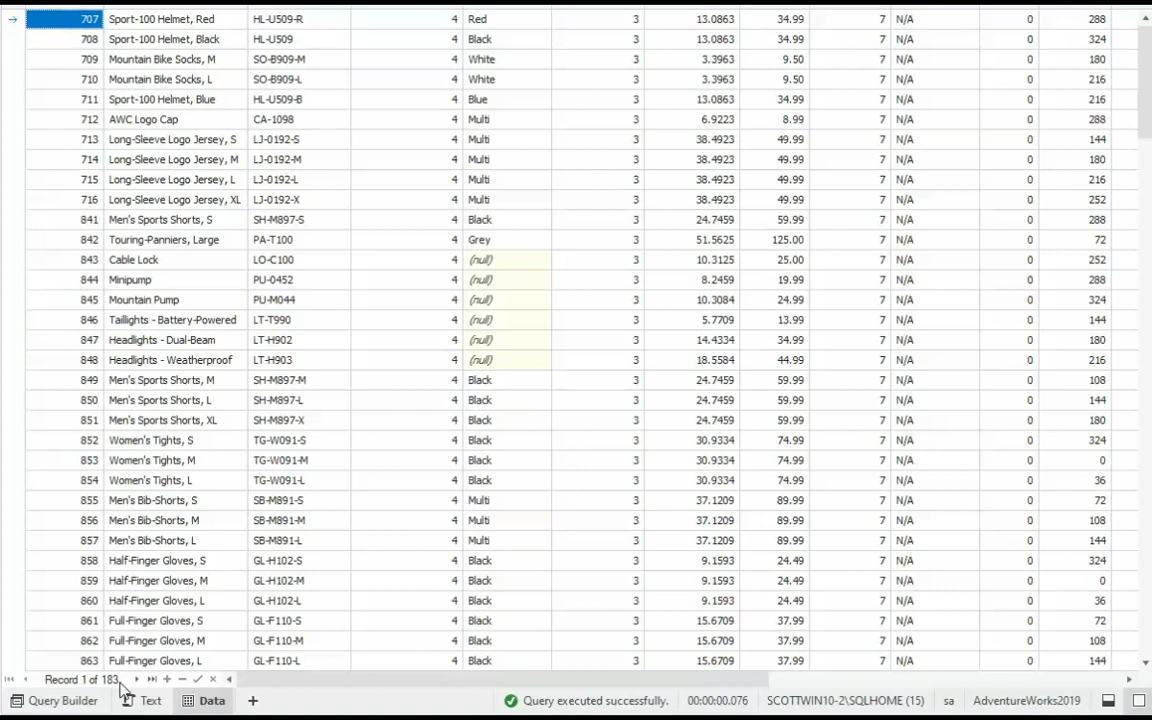 707 Sport-100 Helmet, Red HL-U509-R 4 Red 3 13.0863 34.99 7 N/A 0 288
708 Sport-100 Helmet, Black HL-U509 4 Black 3 13.0863 34.99 7 N/A 0 324
709 Mountain Bike Socks, M SO-B909-M 4 White 3 3.3963 9.50 7 N/A 0 180
710 Mountain Bike Socks, L SO-B909-L 4 White 3 3.3963 9.50 7 N/A 0 216
711 Sport-100 Helmet, Blue HL-U509-B 4 Blue 3 13.0863 34.99 7 N/A 0 216
712 AWC Logo Cap CA-1098 4 Multi 3 6.9223 8.99 7 N/A 0 288
713 Long-Sleeve Logo Jersey, S LJ-0192-S 4 Multi 3 38.4923 49.99 7 N/A 0 144
714 Long-Sleeve Logo Jersey, M LJ-0192-M 4 Multi 3 38.4923 49.99 7 N/A 0 180
715 Long-Sleeve Logo Jersey, L LJ-0192-L 4 Multi 3 38.4923 49.99 7 N/A 0 216
716 Long-Sleeve Logo Jersey, XL LJ-0192-X 4 Multi 3 38.4923 49.99 7 N/A 0 252
841 Men's Sports Shorts, S SH-M897-S 4 Black 3 24.7459 59.99 7 N/A 0 288
842 Touring-Panniers, Large PA-T100 4 Grey 3 51.5625 125.00 7 N/A 0 72
843 Cable Lock LO-C100 4 (null) 3 10.3125 25.00 7 N/A 0 252
844 Minipump PU-0452 4 (null) 3 8.2459 19.99 7 N/A 0 288
845 Mountain Pump PU-M044 4 (null) 3 10.3084 24.99 7 N/A 0 324
846 Taillights - Battery-Powered LT-T990 4 (null) 3 5.7709 13.99 7 N/A 0 144
847 Headlights - Dual-Beam LT-H902 4 (null) 3 14.4334 34.99 7 N/A 0 180
848 Headlights - Weatherproof LT-H903 4 (null) 3 18.5584 44.99 7 N/A 0 216
849 Men's Sports Shorts, M SH-M897-M 4 Black 3 24.7459 59.99 7 N/A 0 108
850 Men's Sports Shorts, L SH-M897-L 4 Black 3 24.7459 59.99 7 N/A 0 144
851 Men's Sports Shorts, XL SH-M897-X 4 Black 3 24.7459 59.99 7 N/A 0 180
852 Women's Tights, S TG-W091-S 4 Black 3 30.9334 74.99 7 N/A 0 324
853 Women's Tights, M TG-W091-M 4 Black 3 30.9334 74.99 7 N/A 0 0
854 Women's Tights, L TG-W091-L 4 Black 3 30.9334 74.99 7 N/A 0 36
855 Men's Bib-Shorts, S SB-M891-S 4 Multi 3 37.1209 89.99 7 N/A 0 72
856 Men's Bib-Shorts, M SB-M891-M 4 Multi 3 37.1209 89.99 7 N/A 0 108
857 Men's Bib-Shorts, L SB-M891-L 4 Multi 3 37.1209 89.99 7 N/A 0 144
858 Half-Finger Gloves, S GL-H102-S 4 Black 3 9.1593 24.49 7 N/A 0 324
859 Half-Finger Gloves, M GL-H102-M 4 Black 3 9.1593 24.49 7 N/A 0 0
860 Half-Finger Gloves, L GL-H102-L 4 Black 3 9.1593 24.49 7 N/A 0 36
861 Full-Finger Gloves, S GL-F110-S 4 Black 3 15.6709 37.99 7 N/A 0 72
862 Full-Finger Gloves, M GL-F110-M 4 Black 3 15.6709 37.99 7 N/A 0 108
863 Full-Finger Gloves, L GL-F110-L 4 Black 3 15.6709 37.99 7 N/A 0 144
Record 1 of 183
Query Builder Text Data Query executed successfully. 00:00:00.076 SCOTTWIN10-2\SQLHOME (15) sa AdventureWorks2019